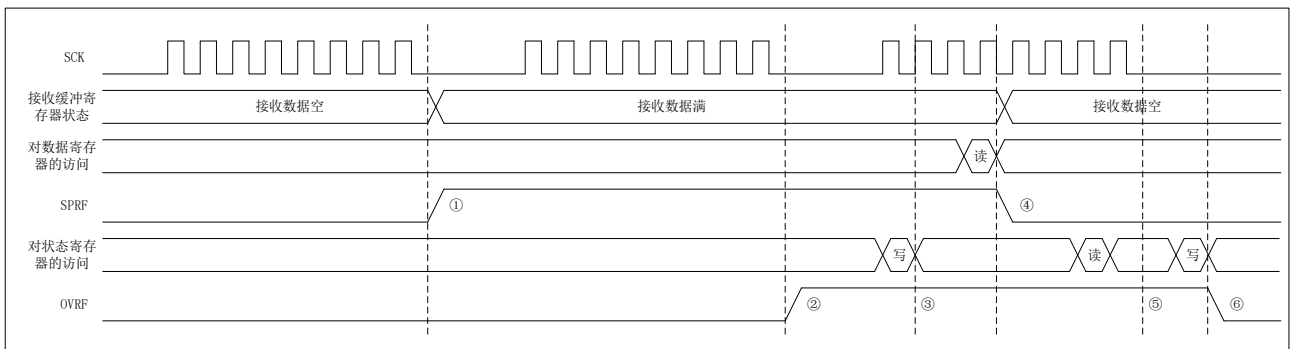 SCK
接收缓冲寄
存器状态
接收数据空
接收数据满
接收数据空
对数据寄存
器的访问
读
SPRF
①
④
对状态寄存
器的访问
写
读
写
OVRF
②
③
⑤
⑥